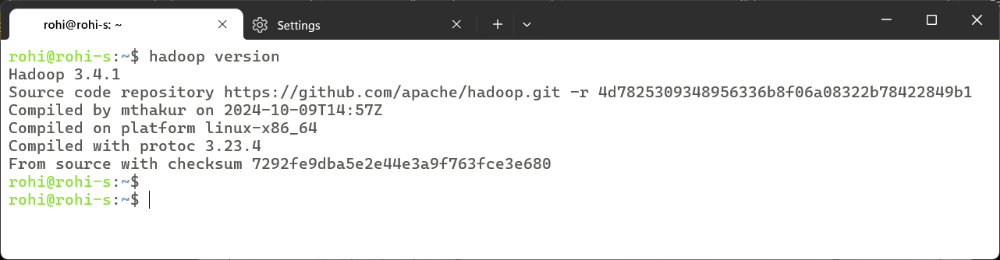 rohi@rohi-s: ~
Settings
rohi@rohi-s:~$ hadoop version
Hadoop 3.4.1
Source code repository https://github.com/apache/hadoop.git -r 4d7825309348956336b8f06a08322b78422849b1
Compiled by mthakur on 2024-10-09T14:57Z
Compiled on platform linux-x86_64
Compiled with protoc 3.23.4
From source with checksum 7292fe9dba5e2e44e3a9f763fce3e680
rohi@rohi-s:~$
rohi@rohi-s:~$